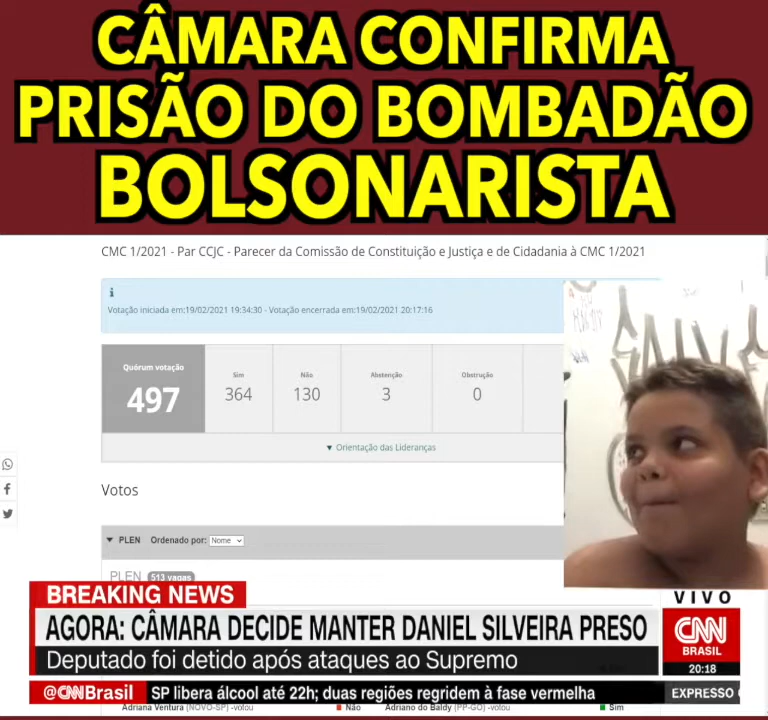 CÂMARA CONFIRMA
PRISÃO DO BOMBADÃO
BOLSONARISTA
CMC 1/2021 - Par CCJC - Parecer da Comissão de Constituição e Justiça e de Cidadania à CMC 1/2021
Votação iniciada em:19/02/2021 19:34:30 - Votação encerrada em:19/02/2021 20:17:16
Quórum votação
Sim
Não
Abstenção
Obstrução
497
364
130
3
0
▼ Orientação das Lideranças
Votos
▼ PLEN Ordenado por: Nome
PLEN 513 vagas
BREAKING NEWS
VIVO
AGORA: CÂMARA DECIDE MANTER DANIEL SILVEIRA PRESO
Deputado foi detido após ataques ao Supremo
CNN
BRASIL
20:18
@CNNBrasil SP libera álcool até 22h; duas regiões regridem à fase vermelha
EXPRESSO
Adriana Ventura (NOVO-SP) -votou Não Adriano do Baldy (PP-GO) -votou Sim